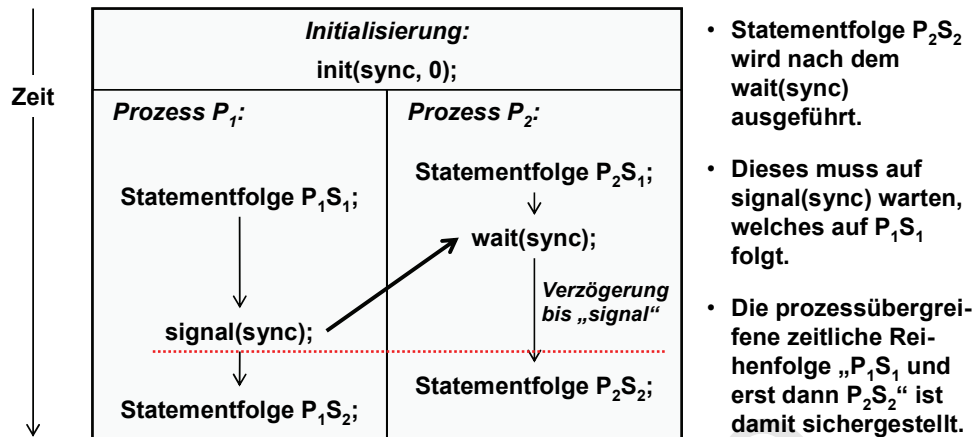 Zeit
Initialisierung:
init(sync, 0);
Prozess P₁:
Statementfolge P₁S₁;
signal(sync);
Statementfolge P₁S₂;
Prozess P₂:
Statementfolge P₂S₁;
wait(sync);
Verzögerung
bis „signal“
Statementfolge P₂S₂;
• Statementfolge P₂S₂
wird nach dem
wait(sync)
ausgeführt.
• Dieses muss auf
signal(sync) warten,
welches auf P₁S₁
folgt.
• Die prozessübergrei-
fene zeitliche Rei-
henfolge „P₁S₁ und
erst dann P₂S₂“ ist
damit sichergestellt.